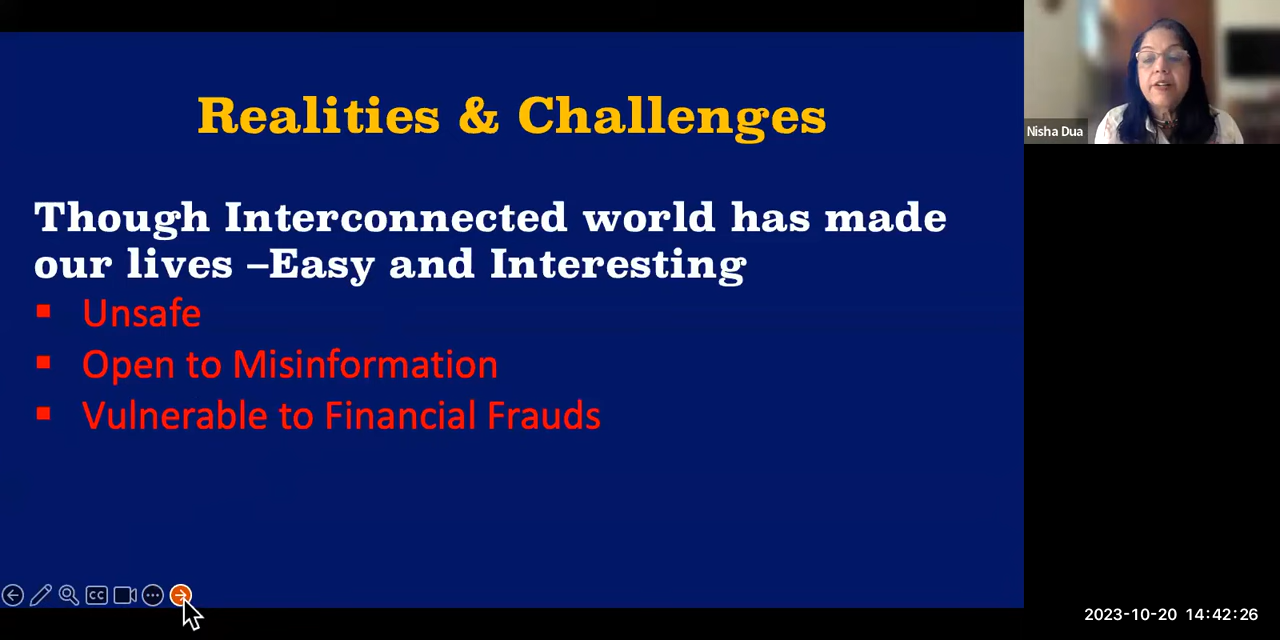 Realities & Challenges
Though Interconnected world has made
our lives –Easy and Interesting
▪ Unsafe
▪ Open to Misinformation
▪ Vulnerable to Financial Frauds
CC
Nisha Dua
2023-10-20 14:42:26